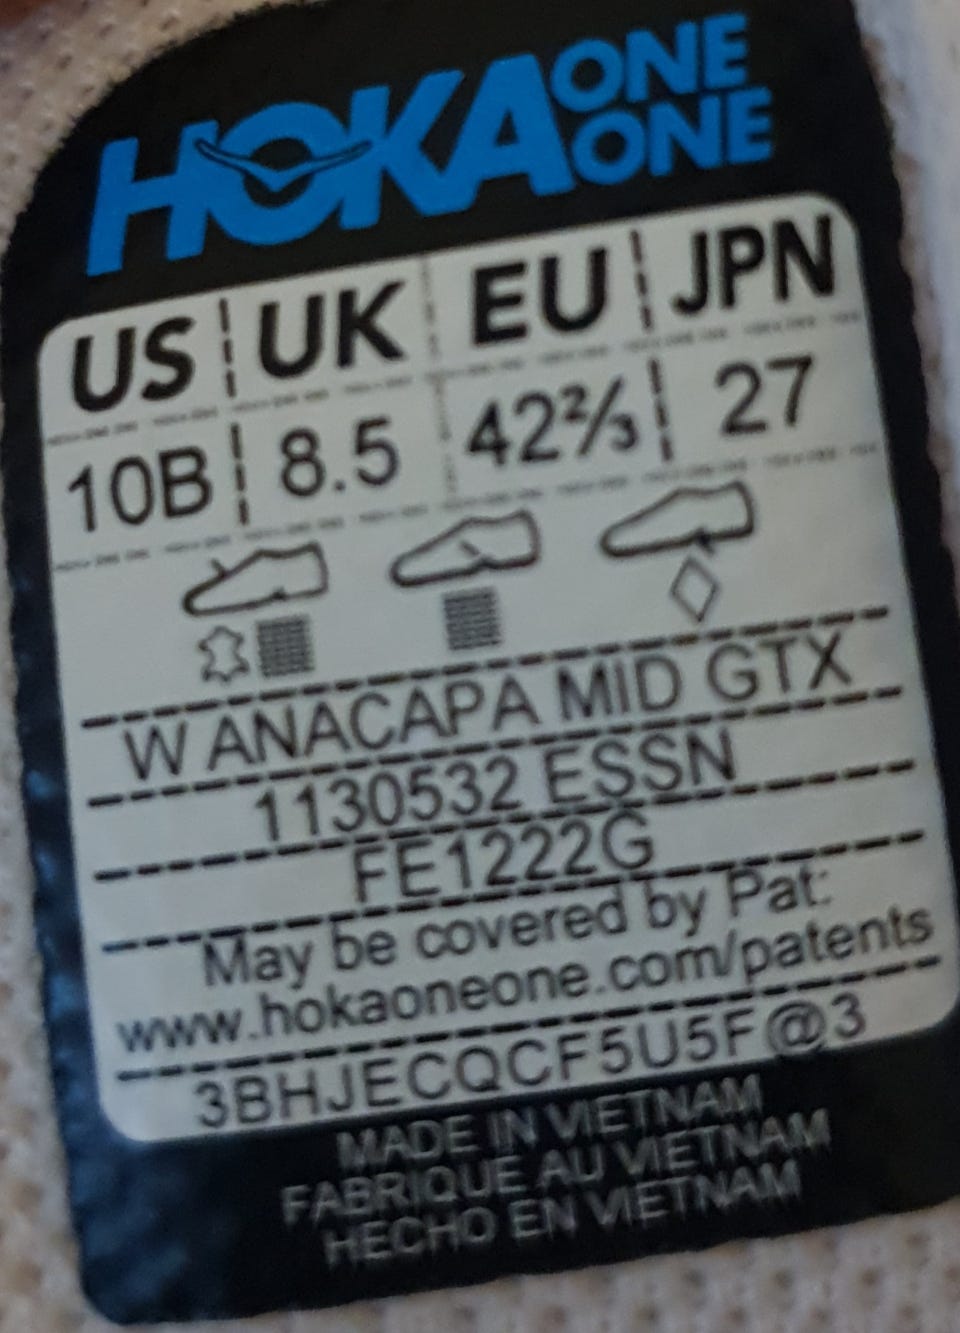 HOKA ONE ONE
US UK EU JPN
10B 8.5 42⅔ 27
W ANACAPA MID GTX
1130532 ESSN
FE1222G
May be covered by Pat:
www.hokaoneone.com/patents
3BHJECQCF5U5F@3
MADE IN VIETNAM
FABRIQUE AU VIETNAM
HECHO EN VIETNAM